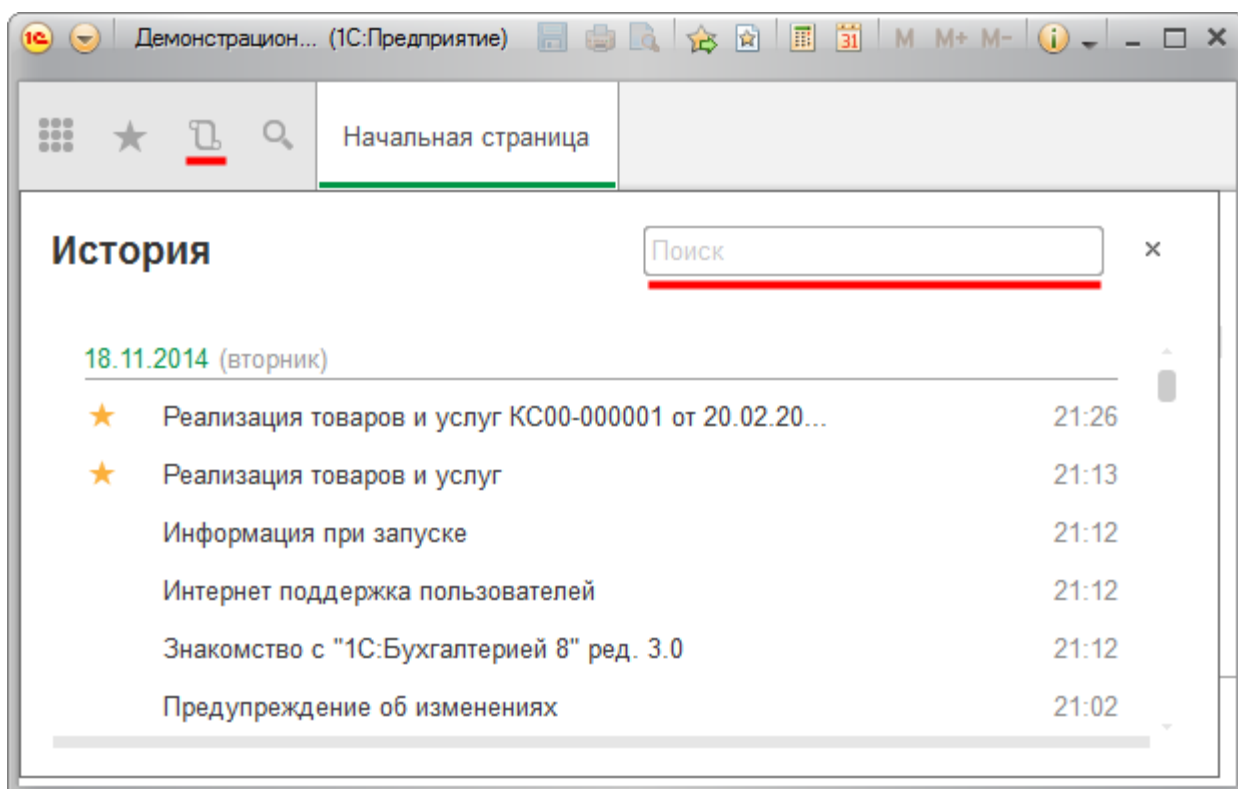 1С Демонстрацион... (1С:Предприятие) 31 M M+ M-
Начальная страница
История Поиск
18.11.2014 (вторник)
Реализация товаров и услуг КС00-000001 от 20.02.20... 21:26
Реализация товаров и услуг 21:13
Информация при запуске 21:12
Интернет поддержка пользователей 21:12
Знакомство с "1С:Бухгалтерией 8" ред. 3.0 21:12
Предупреждение об изменениях 21:02